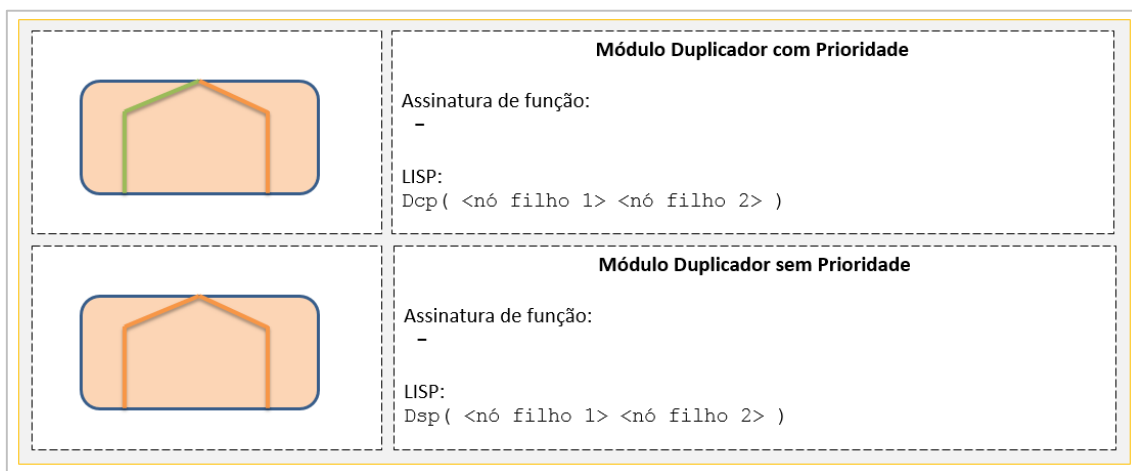 Módulo Duplicador com Prioridade
Assinatura de função:
–
LISP:
Dcp( <nó filho 1> <nó filho 2> )
Módulo Duplicador sem Prioridade
Assinatura de função:
–
LISP:
Dsp( <nó filho 1> <nó filho 2> )